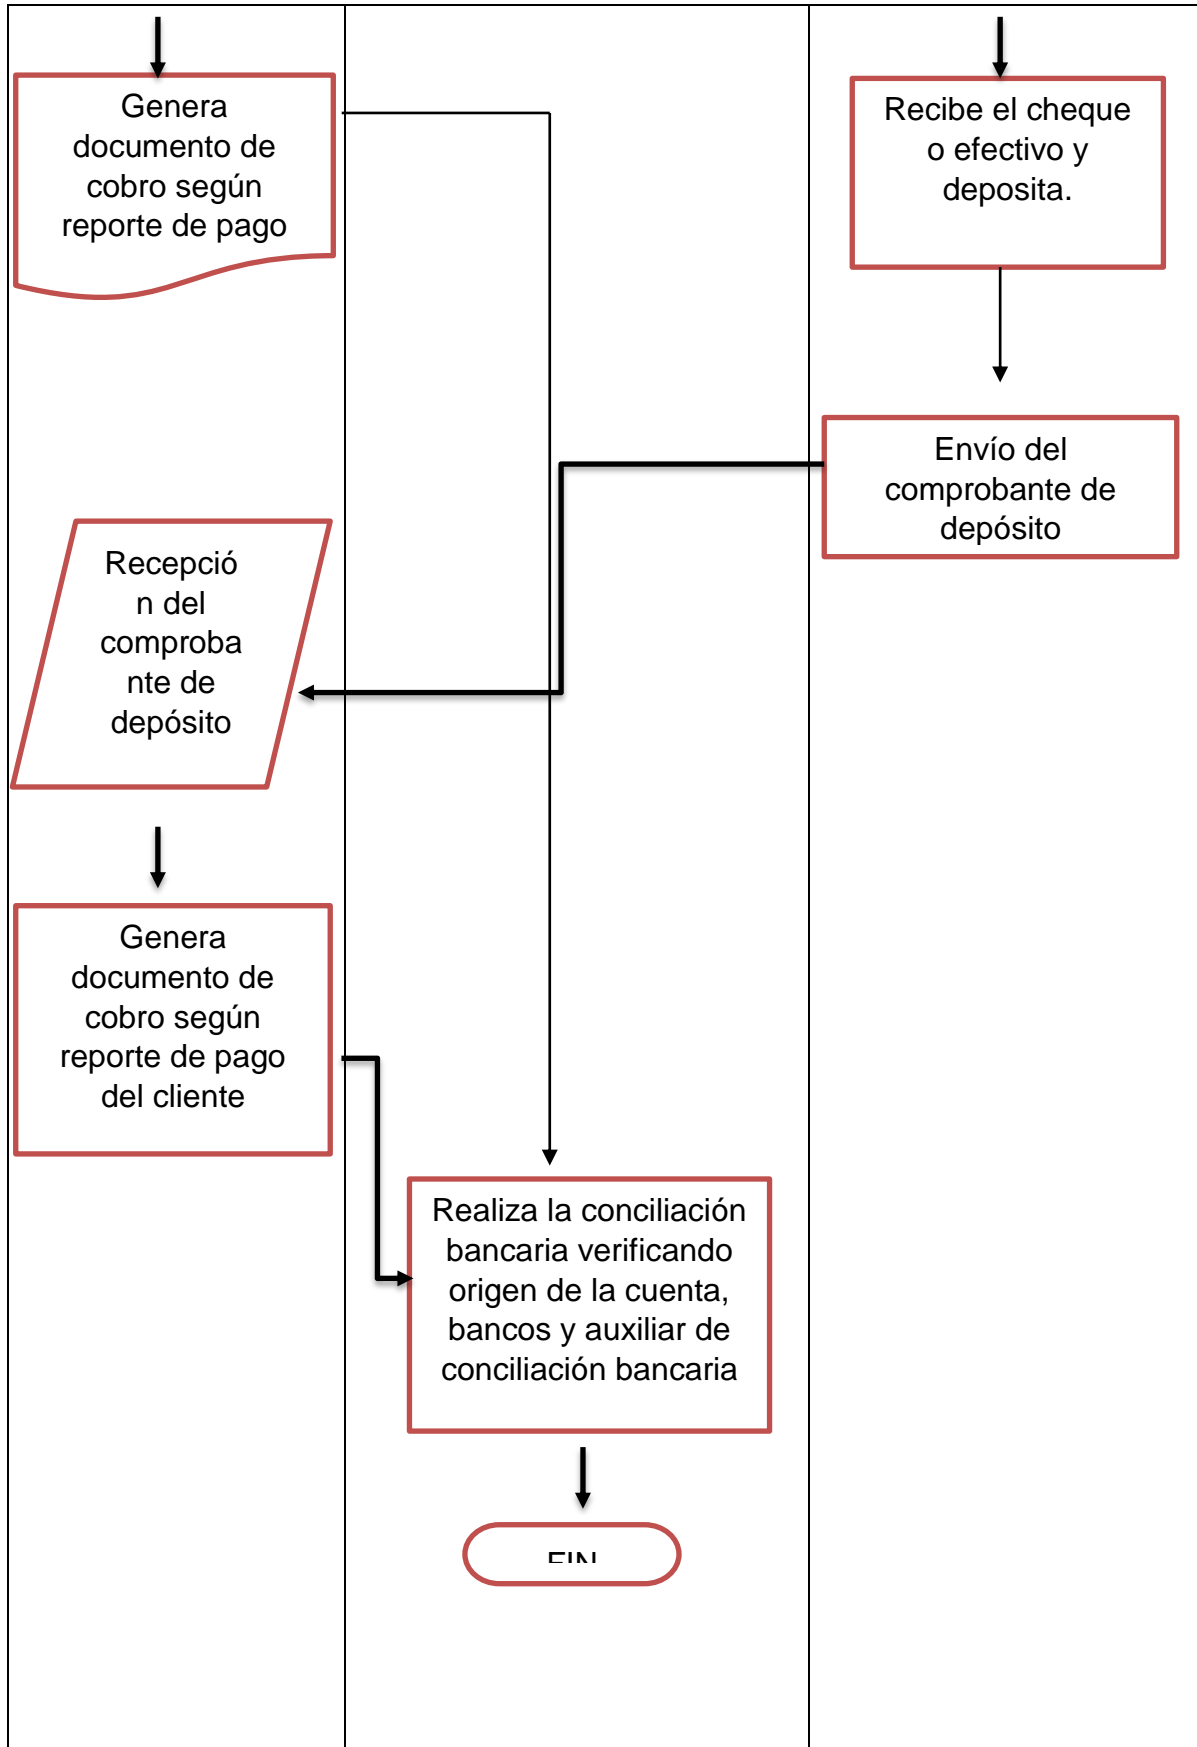 Genera
documento de
cobro según
reporte de pago
Recibe el cheque
o efectivo y
deposita.
Envío del
comprobante de
depósito
Recepció
n del
comproba
nte de
depósito
Genera
documento de
cobro según
reporte de pago
del cliente
Realiza la conciliación
bancaria verificando
origen de la cuenta,
bancos y auxiliar de
conciliación bancaria
FIN